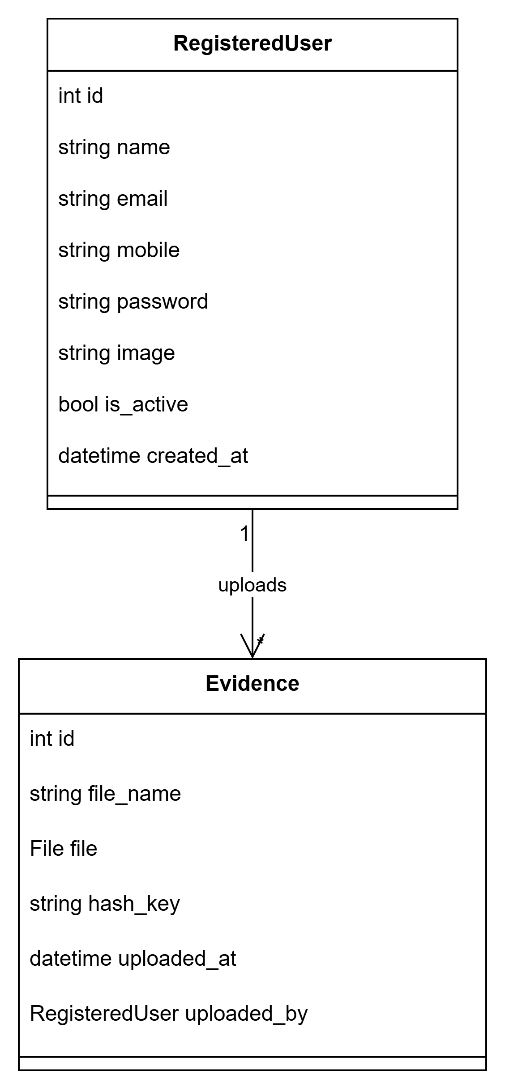 RegisteredUser
int id
string name
string email
string mobile
string password
string image
bool is_active
datetime created_at
1
uploads
*
Evidence
int id
string file_name
File file
string hash_key
datetime uploaded_at
RegisteredUser uploaded_by